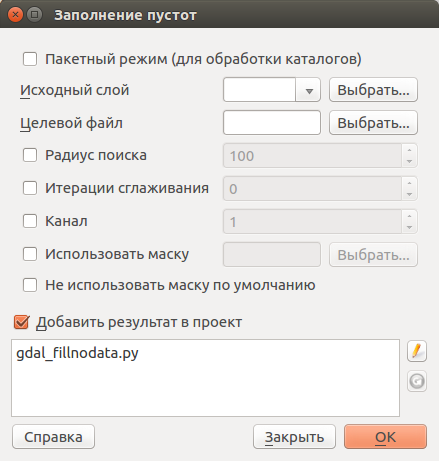 Заполнение пустот
Пакетный режим (для обработки каталогов)
Исходный слой Выбрать...
Целевой файл Выбрать...
Радиус поиска 100
Итерации сглаживания 0
Канал 1
Использовать маску Выбрать...
Не использовать маску по умолчанию
Добавить результат в проект
gdal_fillnodata.py
Справка Закрыть OK